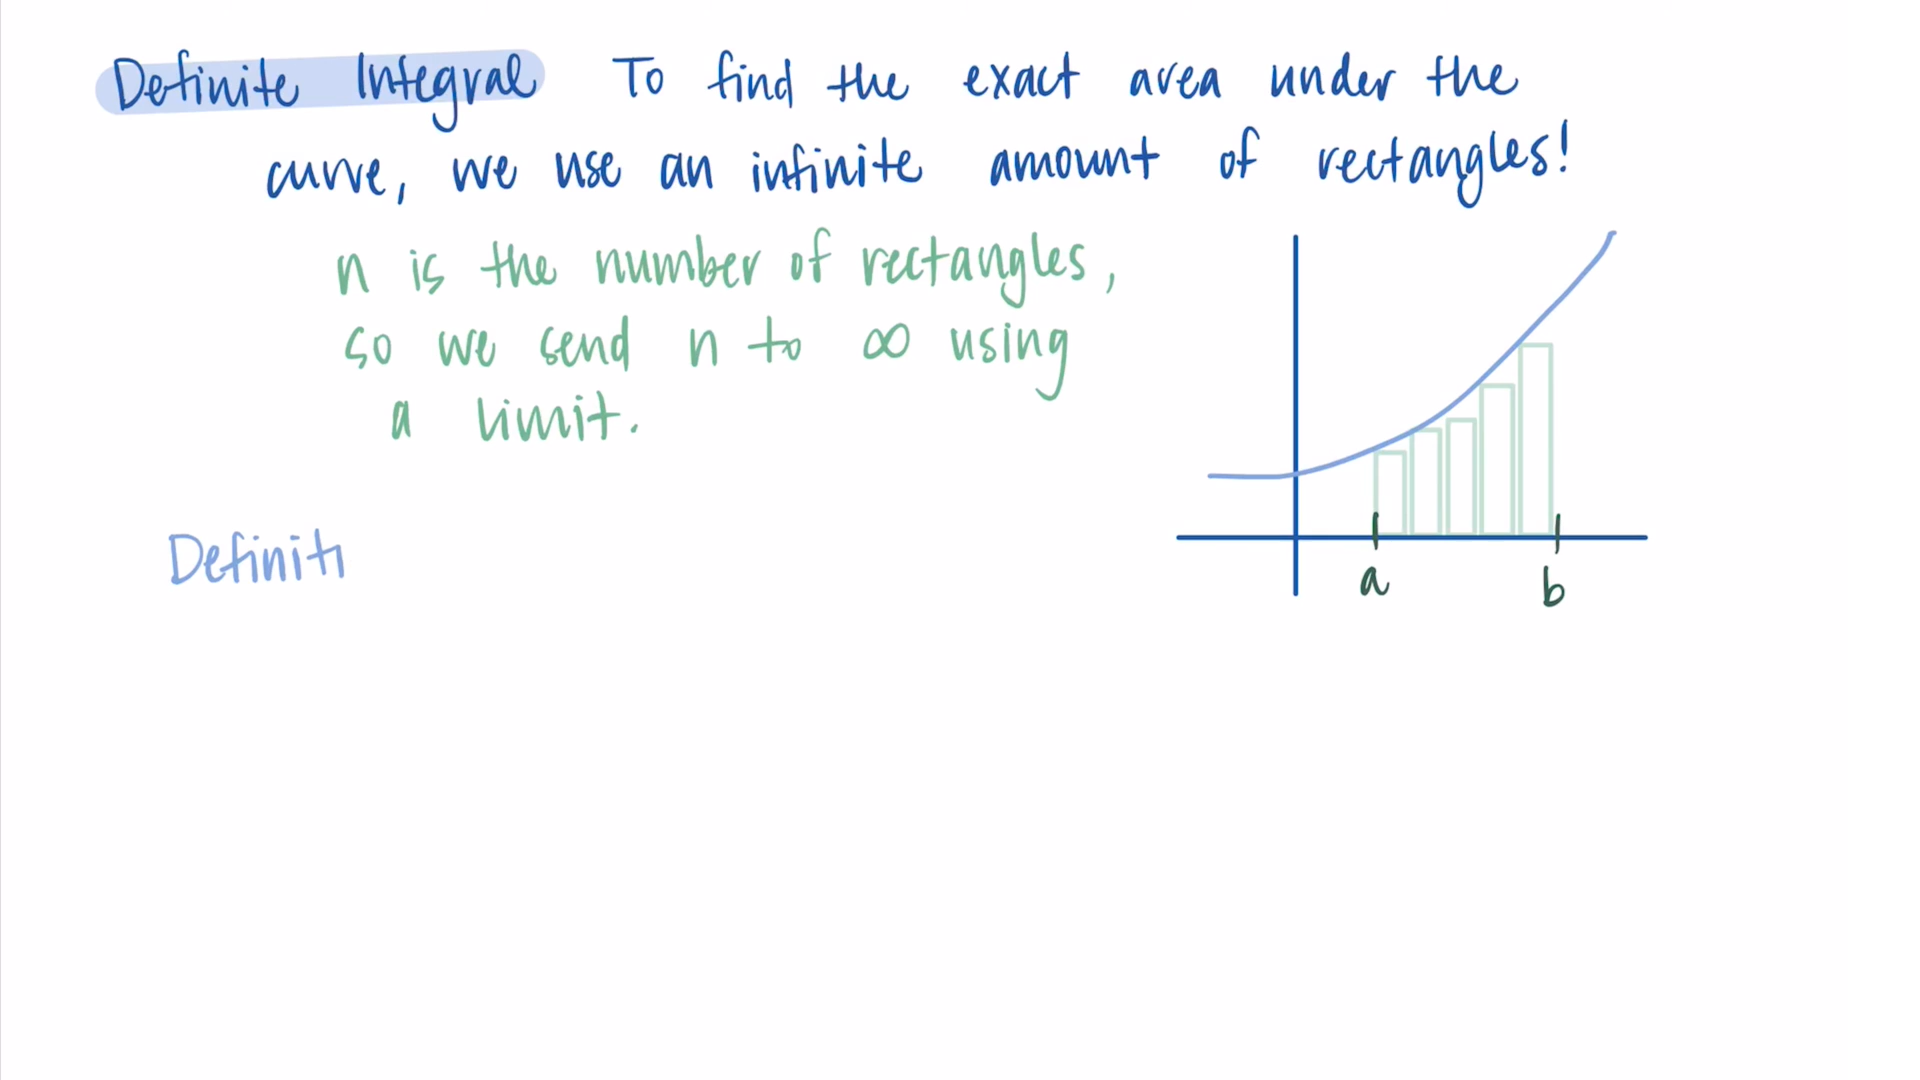 Definite Integral To find the exact area under the
curve, we use an infinite amount of rectangles!
n is the number of rectangles,
so we send n to ∞ using
a limit.
Definiti
a
b